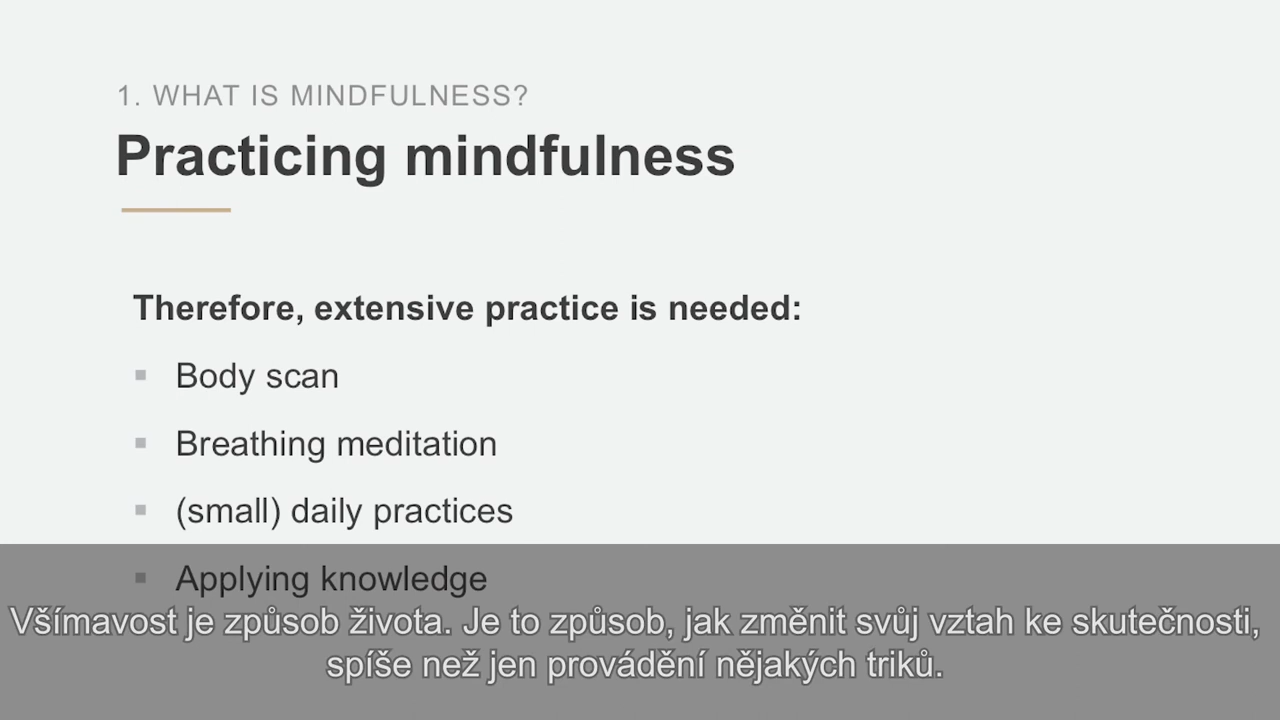 1. WHAT IS MINDFULNESS?
Practicing mindfulness
Therefore, extensive practice is needed:
▪ Body scan
▪ Breathing meditation
▪ (small) daily practices
▪ Applying knowledge
Všímavost je způsob života. Je to způsob, jak změnit svůj vztah ke skutečnosti,
spíše než jen provádění nějakých triků.